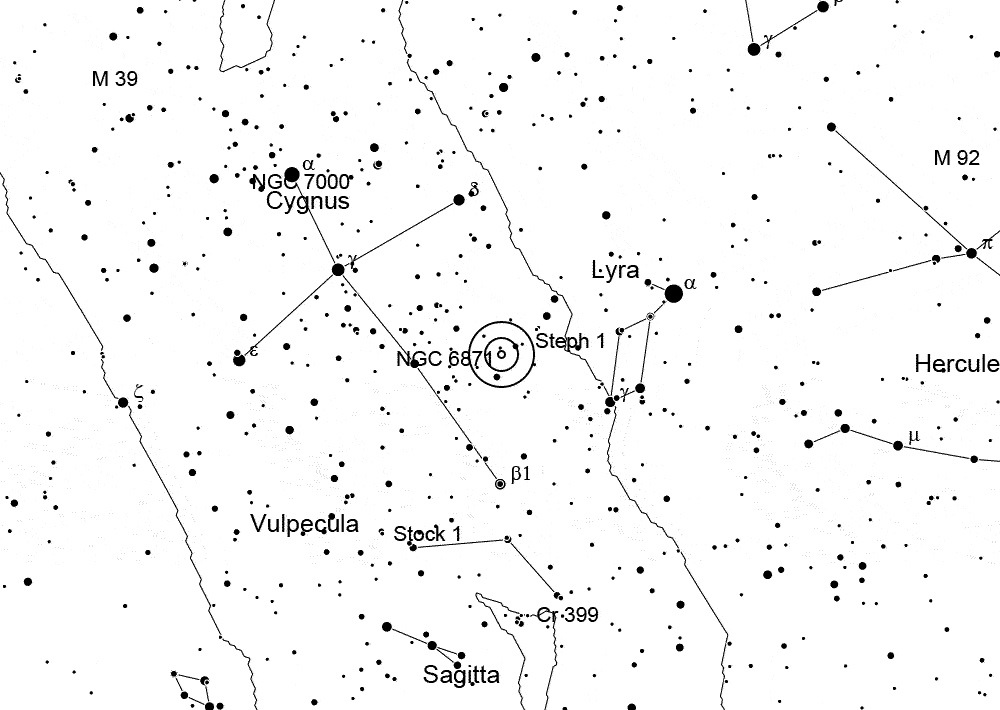 γ
M 39
M 92
α
NGC 7000
δ
Cygnus
π
γ
Lyra
α
Steph 1
ε
NGC 6871
Hercule
ζ
γ
μ
β1
Vulpecula
Stock 1
Cr 399
Sagitta